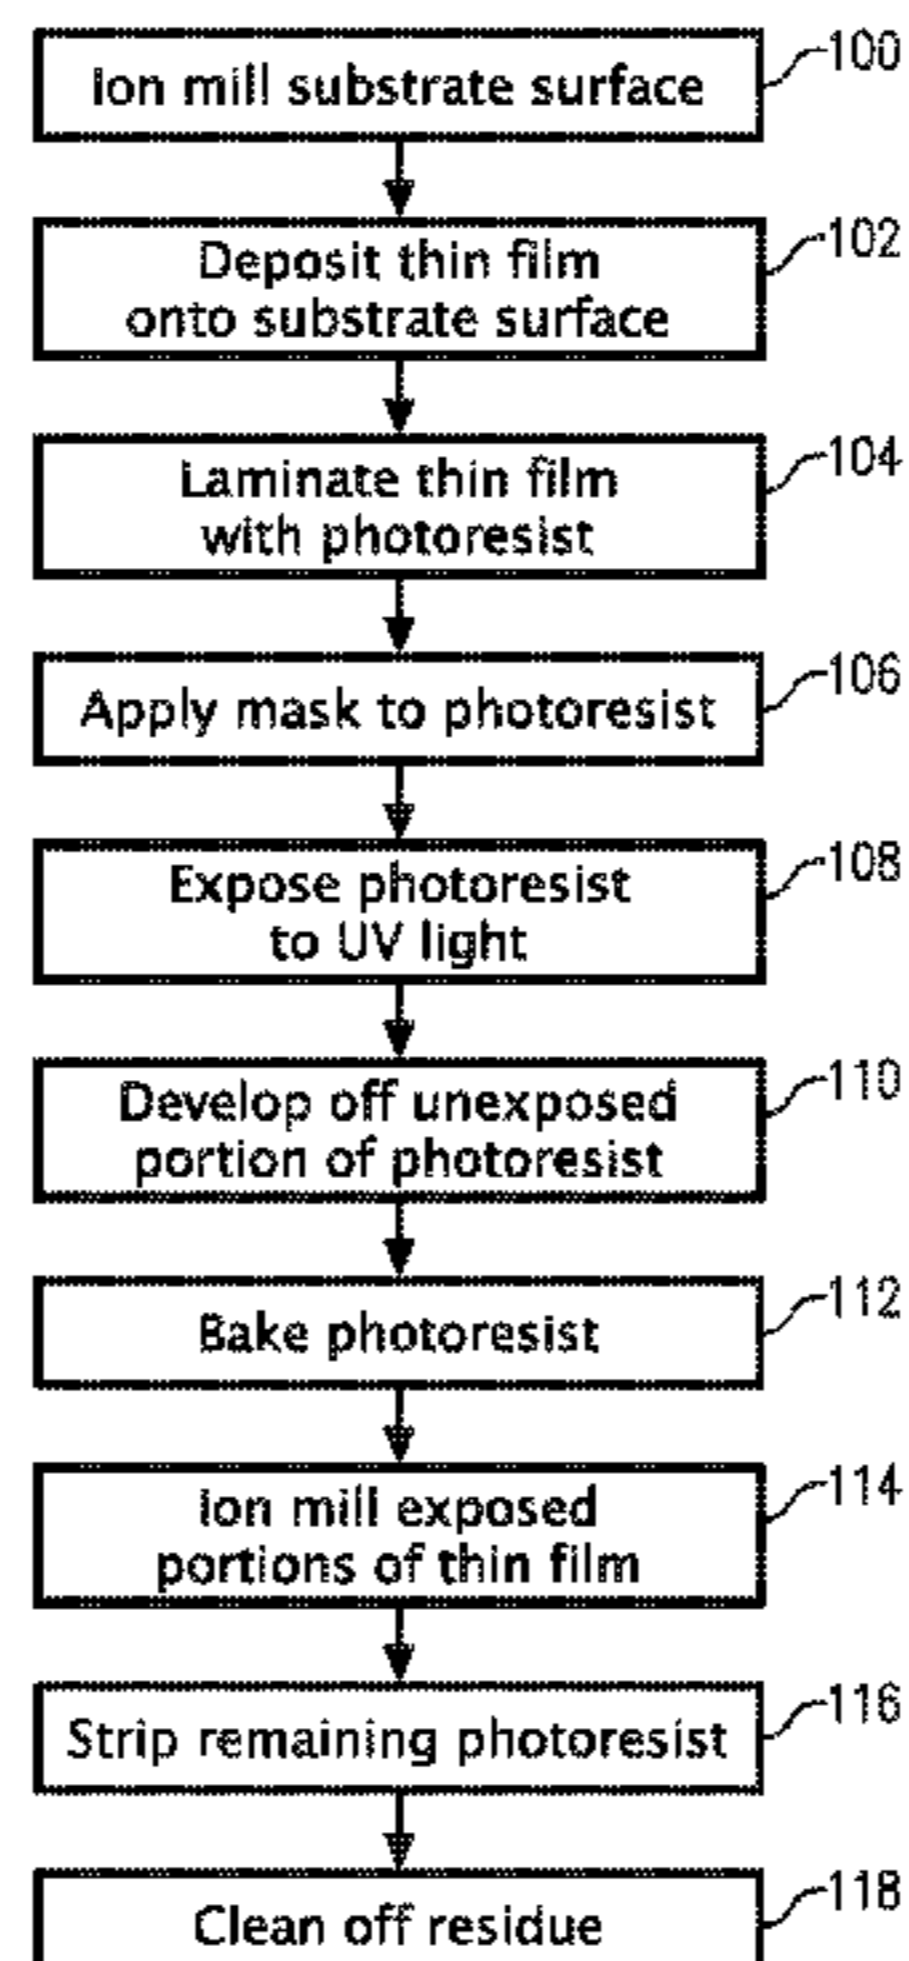 Ion mill substrate surface
100
Deposit thin film
onto substrate surface
102
Laminate thin film
with photoresist
104
Apply mask to photoresist
106
Expose photoresist
to UV light
108
Develop off unexposed
portion of photoresist
110
Bake photoresist
112
Ion mill exposed
portions of thin film
114
Strip remaining photoresist
116
Clean off residue
118